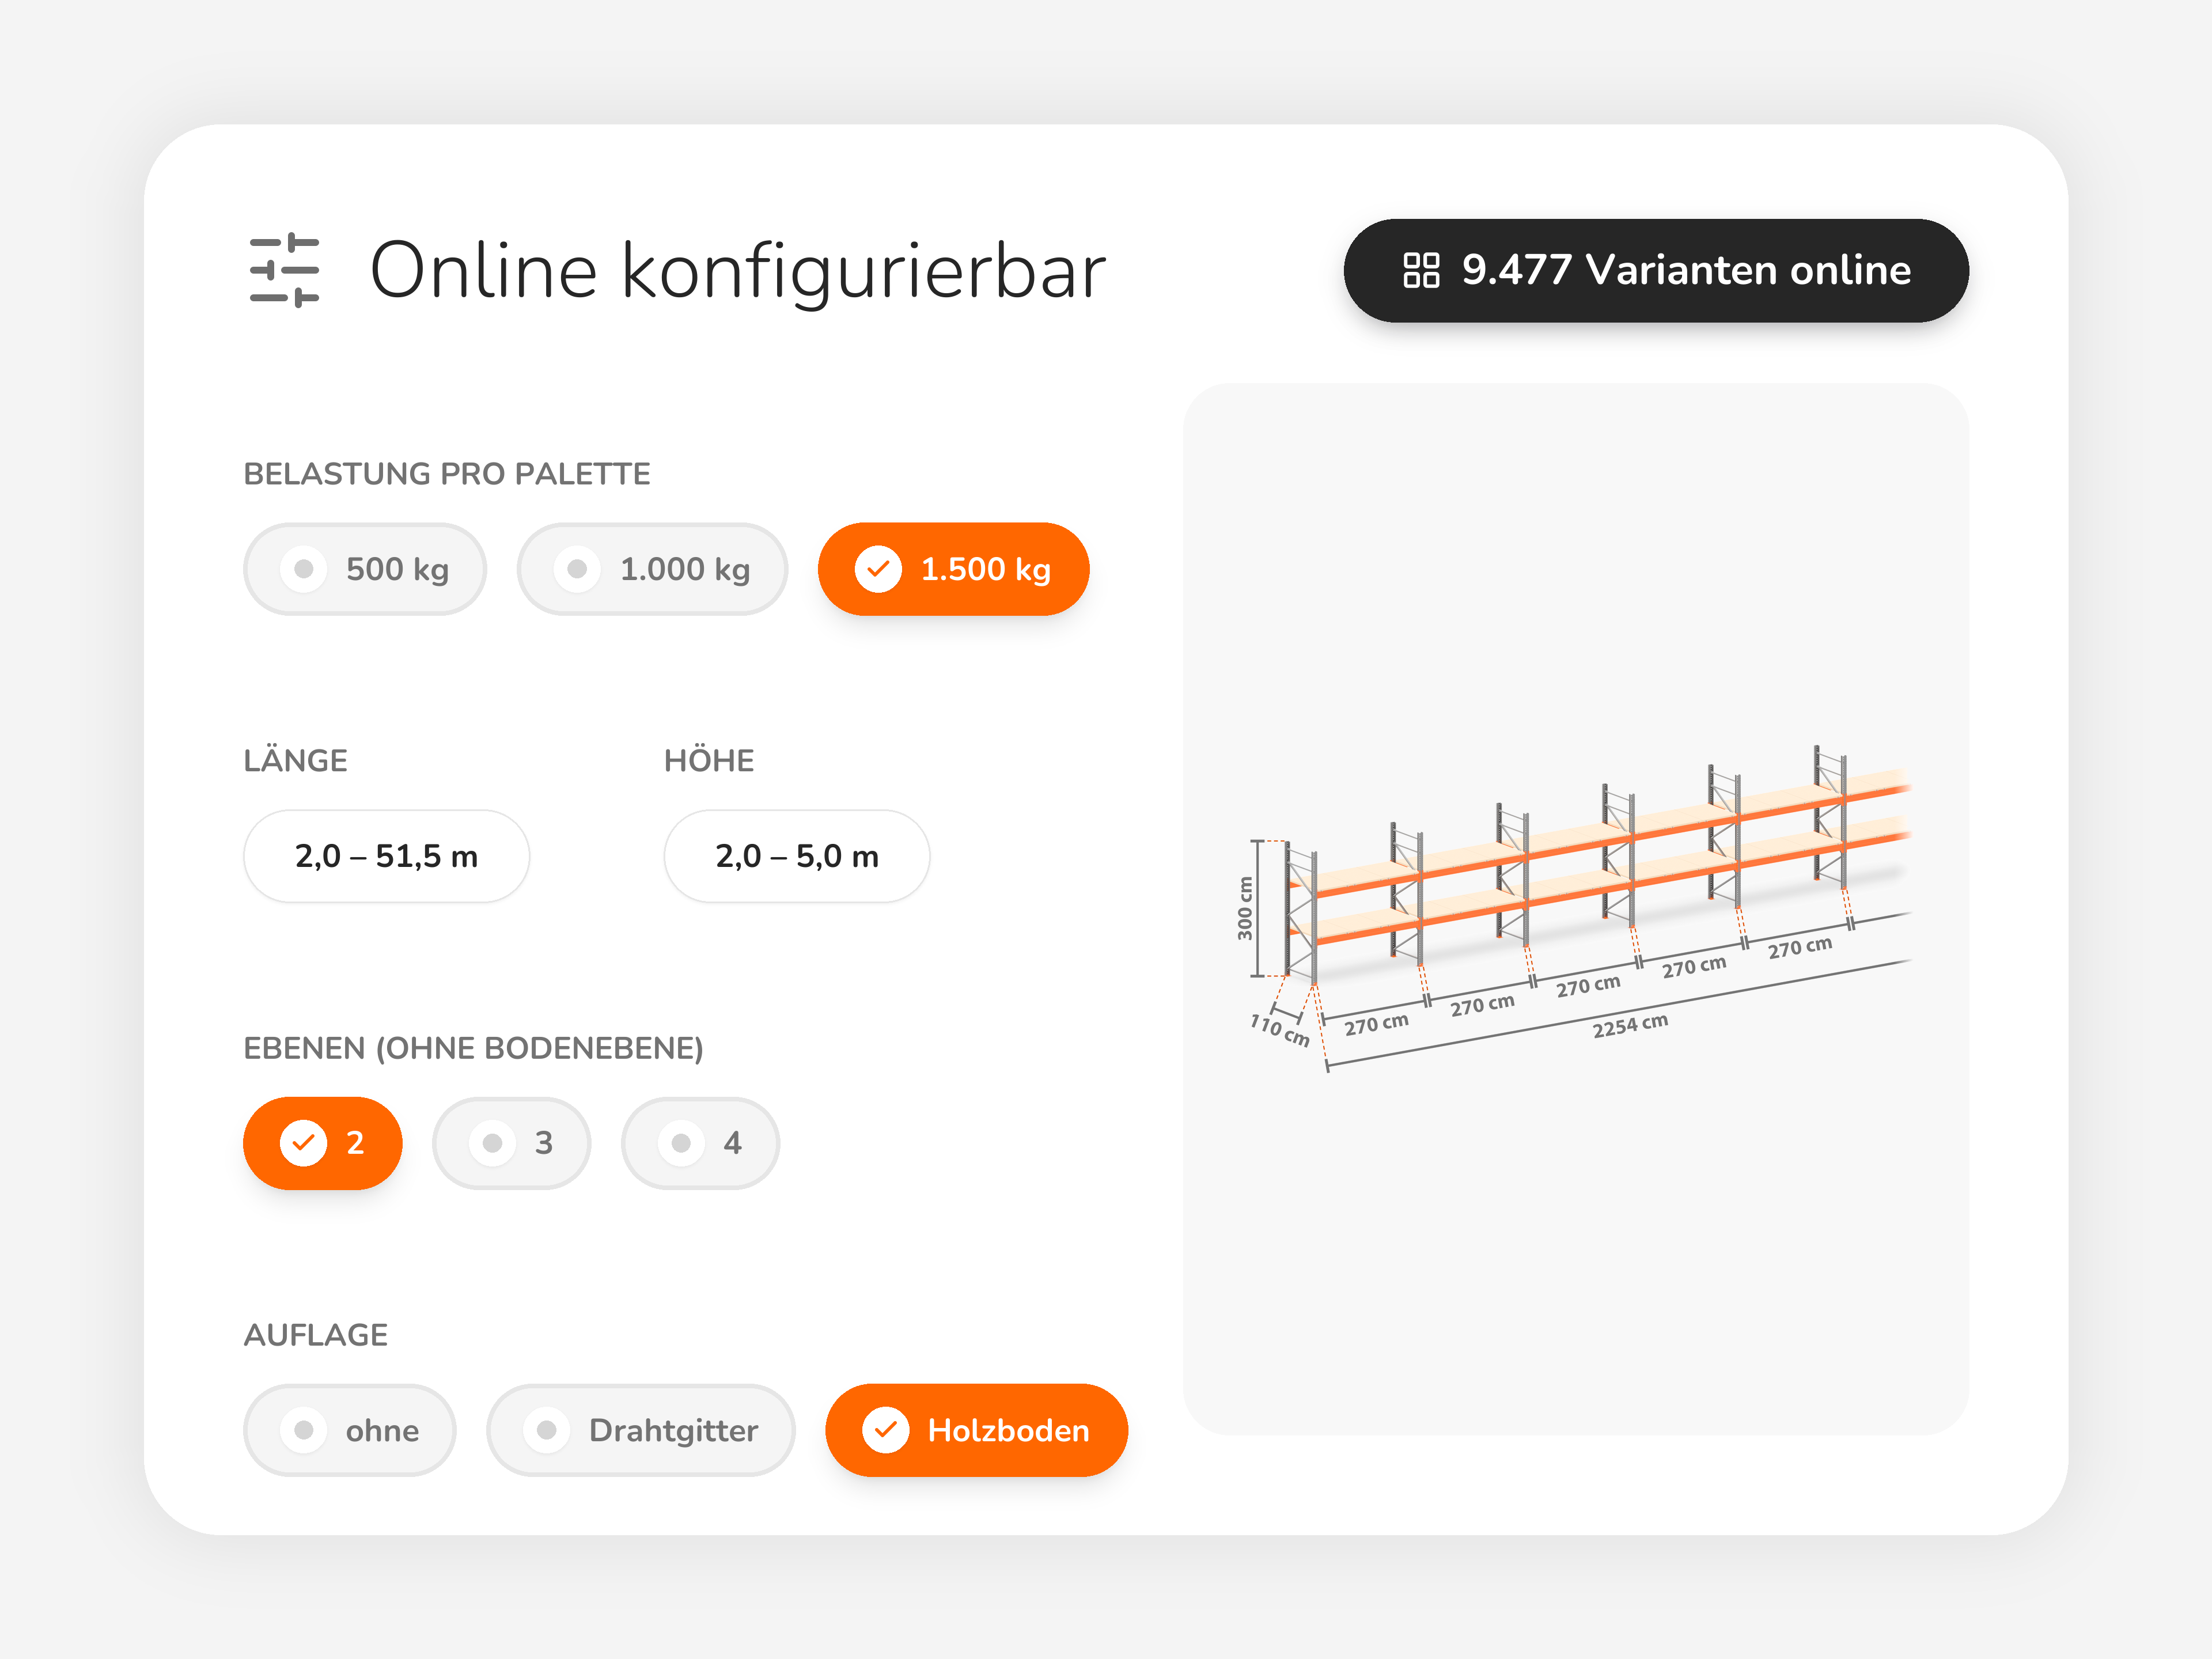 Online konfigurierbar
9.477 Varianten online
BELASTUNG PRO PALETTE
500 kg
1.000 kg
1.500 kg
LÄNGE
HÖHE
2,0 – 51,5 m
2,0 – 5,0 m
EBENEN (OHNE BODENEBENE)
2
3
4
AUFLAGE
ohne
Drahtgitter
Holzboden
300 cm
110 cm
270 cm
270 cm
270 cm
270 cm
270 cm
2254 cm